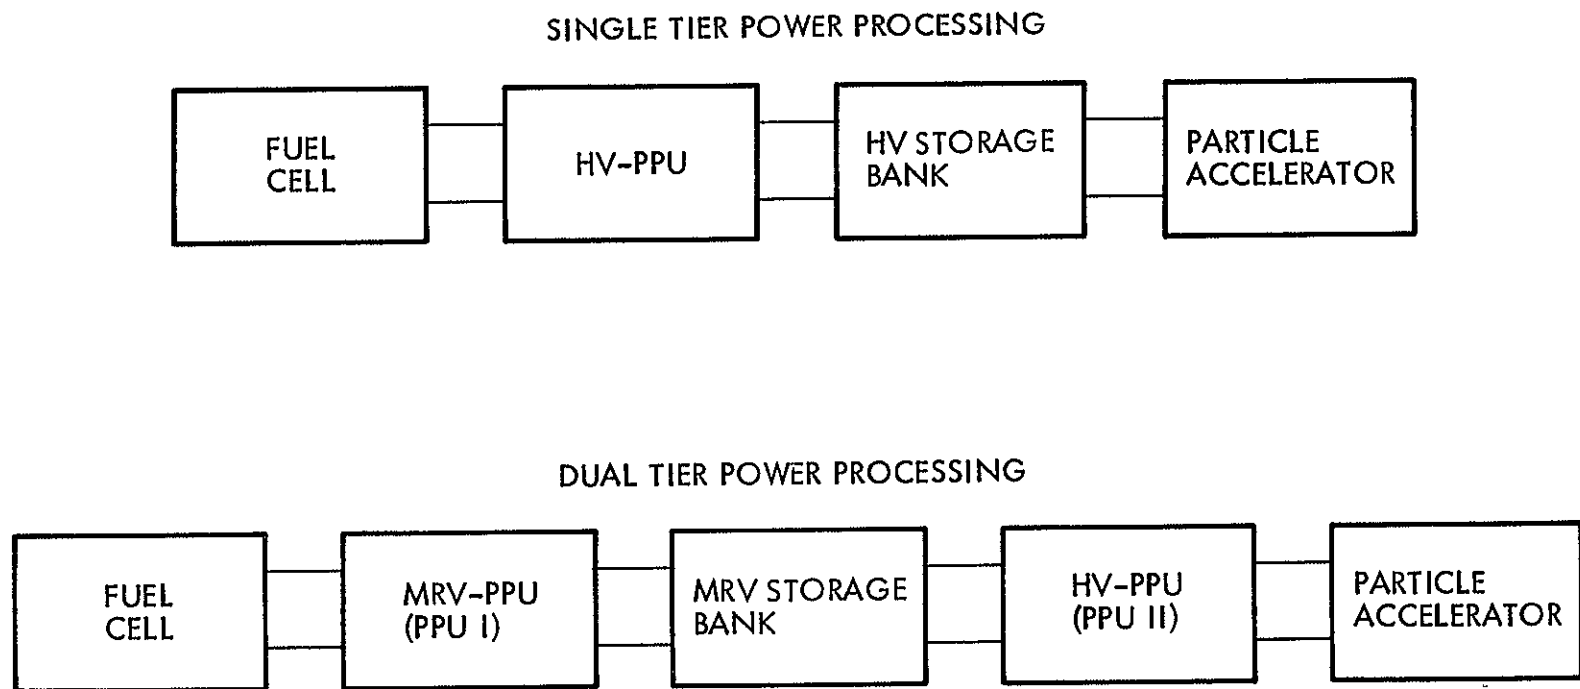 SINGLE TIER POWER PROCESSING
FUEL
CELL
HV-PPU
HV STORAGE
BANK
PARTICLE
ACCELERATOR
DUAL TIER POWER PROCESSING
FUEL
CELL
MRV-PPU
(PPU I)
MRV STORAGE
BANK
HV-PPU
(PPU II)
PARTICLE
ACCELERATOR